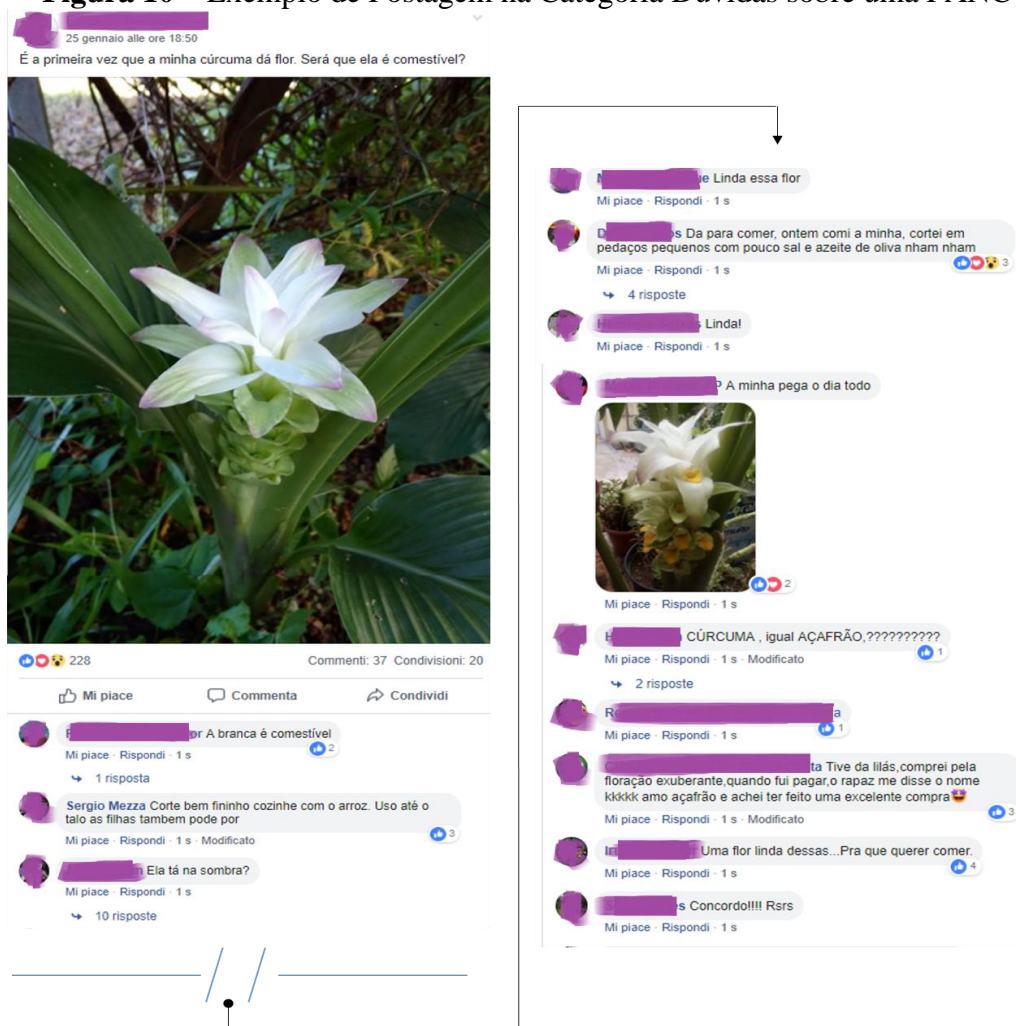 Figura 10 – Exemplo de Postagem na Categoria Dúvidas sobre uma PANC
25 gennaio alle ore 18:50
É a primeira vez que a minha cúrcuma dá flor. Será que ela é comestível?
228
Commenti: 37 Condivisioni: 20
Mi piace Commenta Condividi
or A branca é comestível
2
Mi piace · Rispondi · 1 s
1 risposta
Sergio Mezza Corte bem fininho cozinhe com o arroz. Uso até o
talo as filhas tambem pode por
3
Mi piace · Rispondi · 1 s · Modificato
Ela tá na sombra?
Mi piace · Rispondi · 1 s
10 risposte
ue Linda essa flor
Mi piace · Rispondi · 1 s
D s Da para comer, ontem comi a minha, cortei em
pedaços pequenos com pouco sal e azeite de oliva nham nham
3
Mi piace · Rispondi · 1 s
4 risposte
H s Linda!
Mi piace · Rispondi · 1 s
P A minha pega o dia todo
2
Mi piace · Rispondi · 1 s
H CÚRCUMA , igual AÇAFRÃO,??????????
1
Mi piace · Rispondi · 1 s · Modificato
2 risposte
Re a
1
Mi piace · Rispondi · 1 s
ta Tive da lilás,comprei pela
floração exuberante,quando fui pagar,o rapaz me disse o nome
kkkkk amo açafrão e achei ter feito uma excelente compra
3
Mi piace · Rispondi · 1 s · Modificato
Uma flor linda dessas...Pra que querer comer.
4
Mi piace · Rispondi · 1 s
s Concordo!!!! Rsrs
Mi piace · Rispondi · 1 s